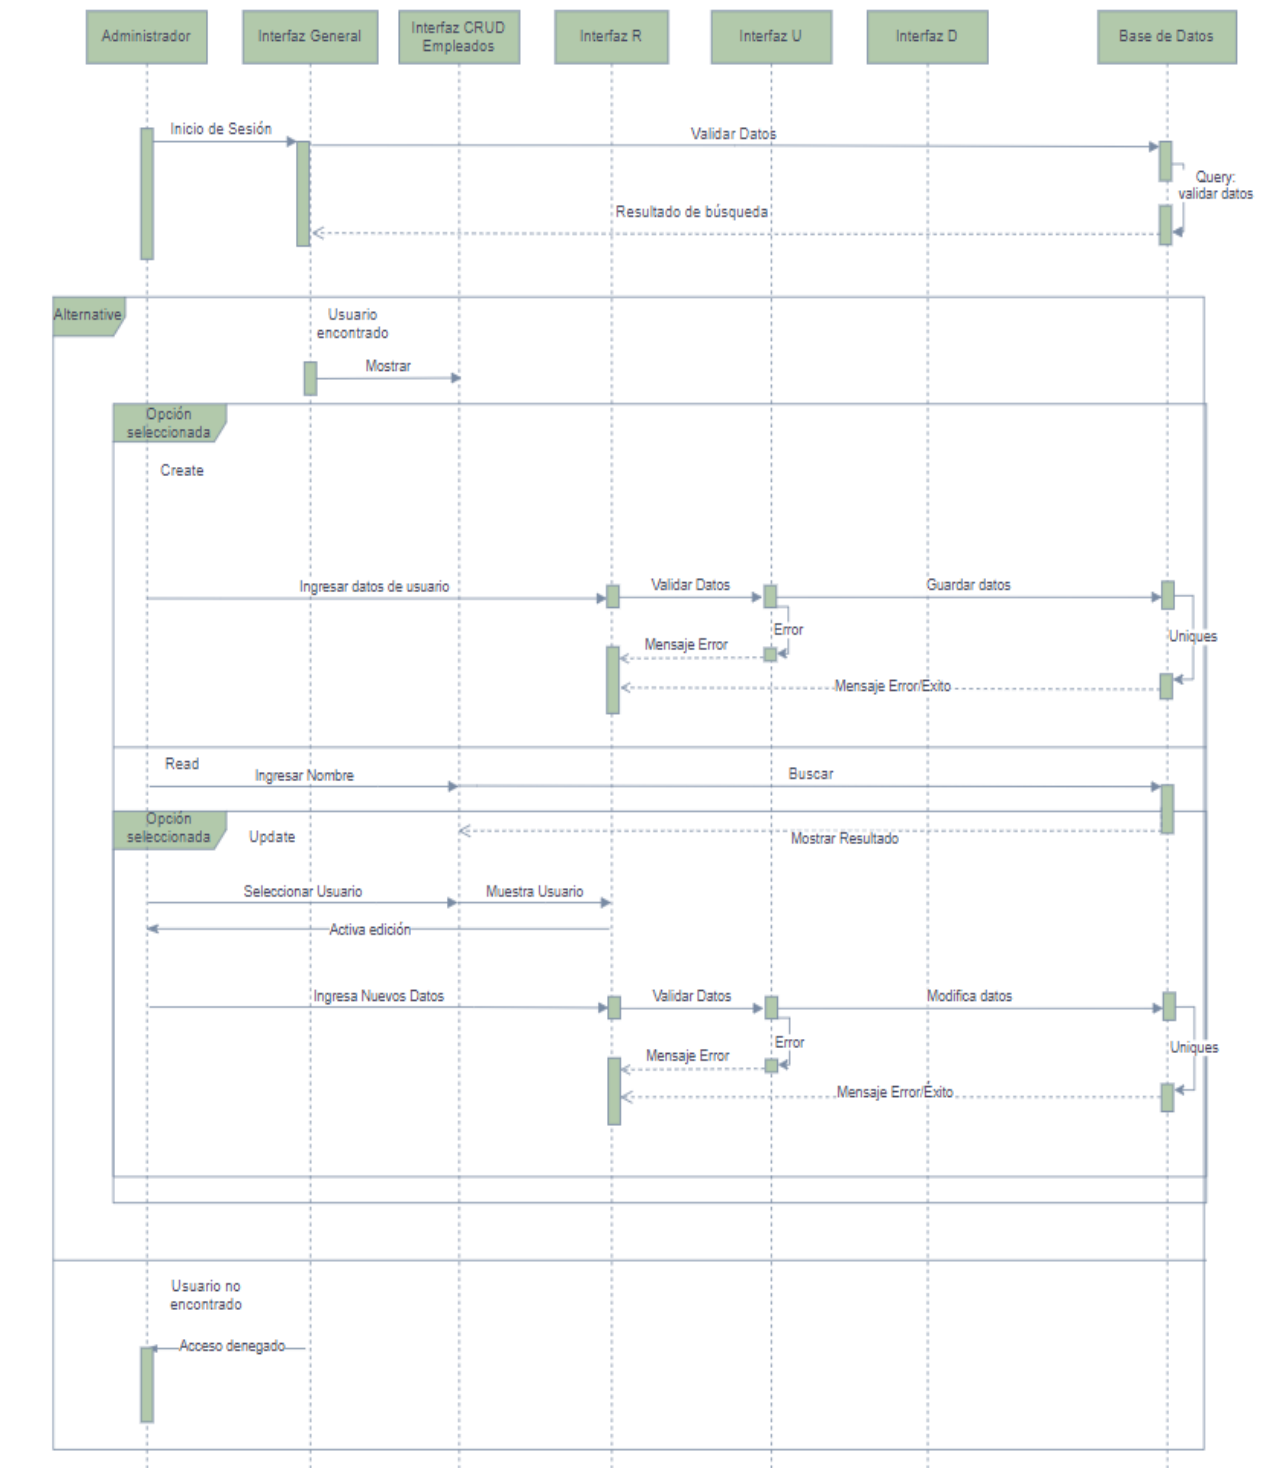 Administrador
Interfaz General
Interfaz CRUD
Empleados
Interfaz R
Interfaz U
Interfaz D
Base de Datos
Inicio de Sesión
Validar Datos
Query:
validar datos
Resultado de búsqueda
Alternative
Usuario
encontrado
Mostrar
Opción
seleccionada
Create
Ingresar datos de usuario
Validar Datos
Guardar datos
Error
Uniques
Mensaje Error
Mensaje Error/Exito
Read
Ingresar Nombre
Buscar
Opción
seleccionada
Update
Mostrar Resultado
Seleccionar Usuario
Muestra Usuario
Activa edición
Ingresa Nuevos Datos
Validar Datos
Modifica datos
Error
Uniques
Mensaje Error
Mensaje Error/Éxito
Usuario no
encontrado
Acceso denegado